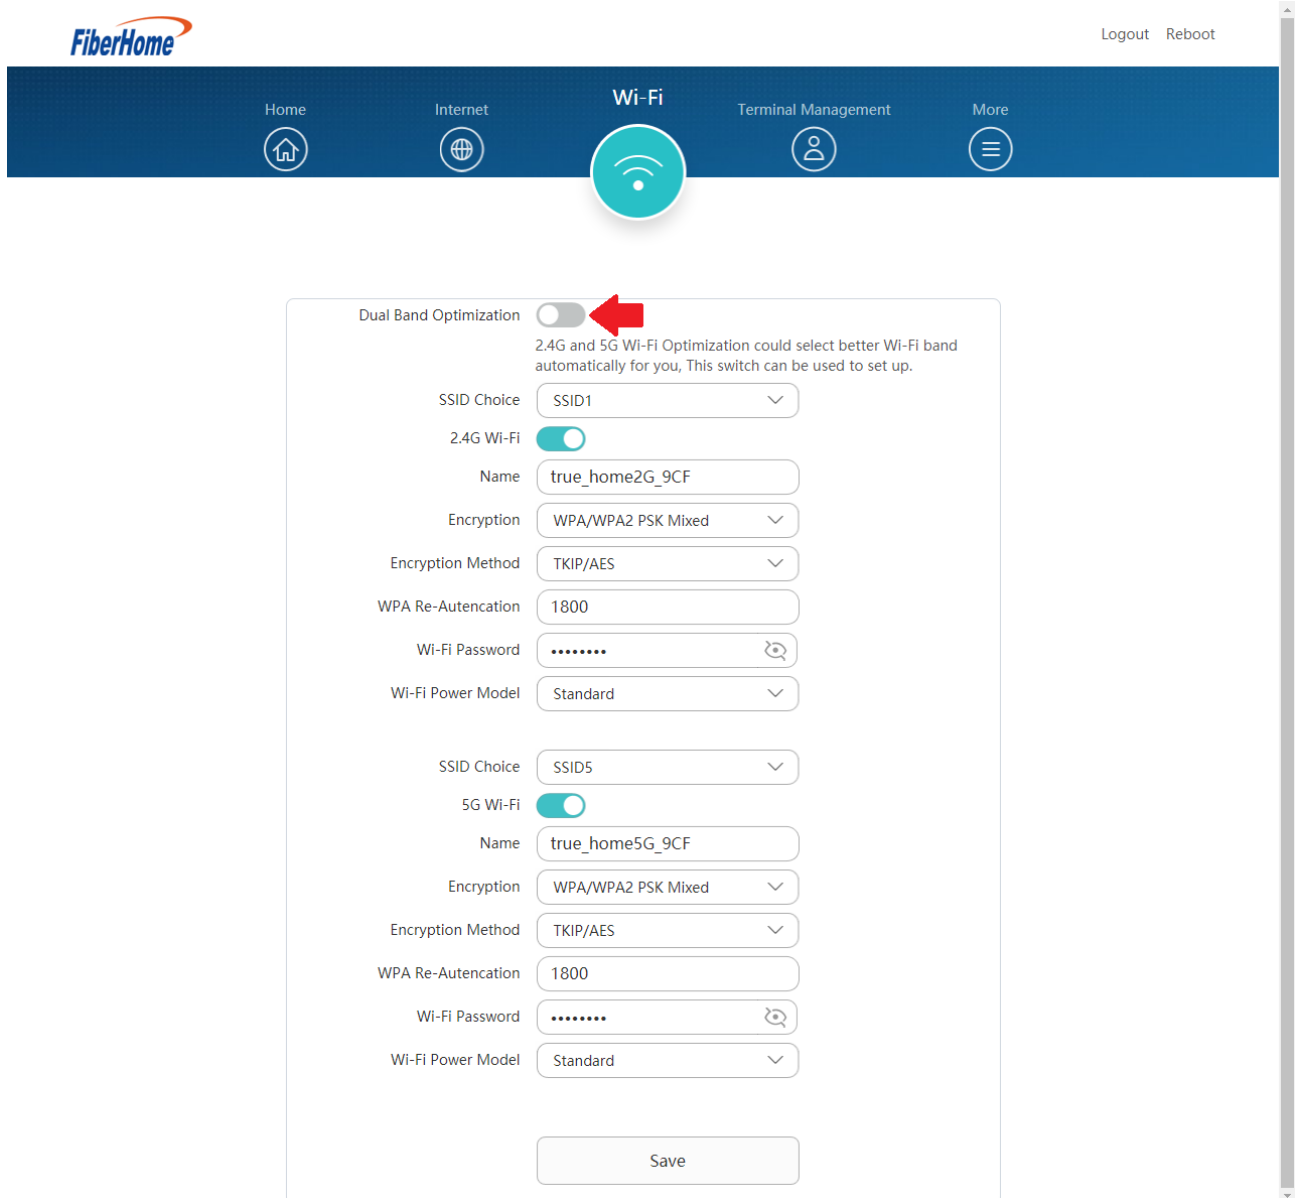 FiberHome
Logout Reboot
Home Internet Wi-Fi Terminal Management More
Dual Band Optimization
2.4G and 5G Wi-Fi Optimization could select better Wi-Fi band
automatically for you, This switch can be used to set up.
SSID Choice SSID1
2.4G Wi-Fi
Name true_home2G_9CF
Encryption WPA/WPA2 PSK Mixed
Encryption Method TKIP/AES
WPA Re-Autencation 1800
Wi-Fi Password ••••••••
Wi-Fi Power Model Standard
SSID Choice SSID5
5G Wi-Fi
Name true_home5G_9CF
Encryption WPA/WPA2 PSK Mixed
Encryption Method TKIP/AES
WPA Re-Autencation 1800
Wi-Fi Password ••••••••
Wi-Fi Power Model Standard
Save